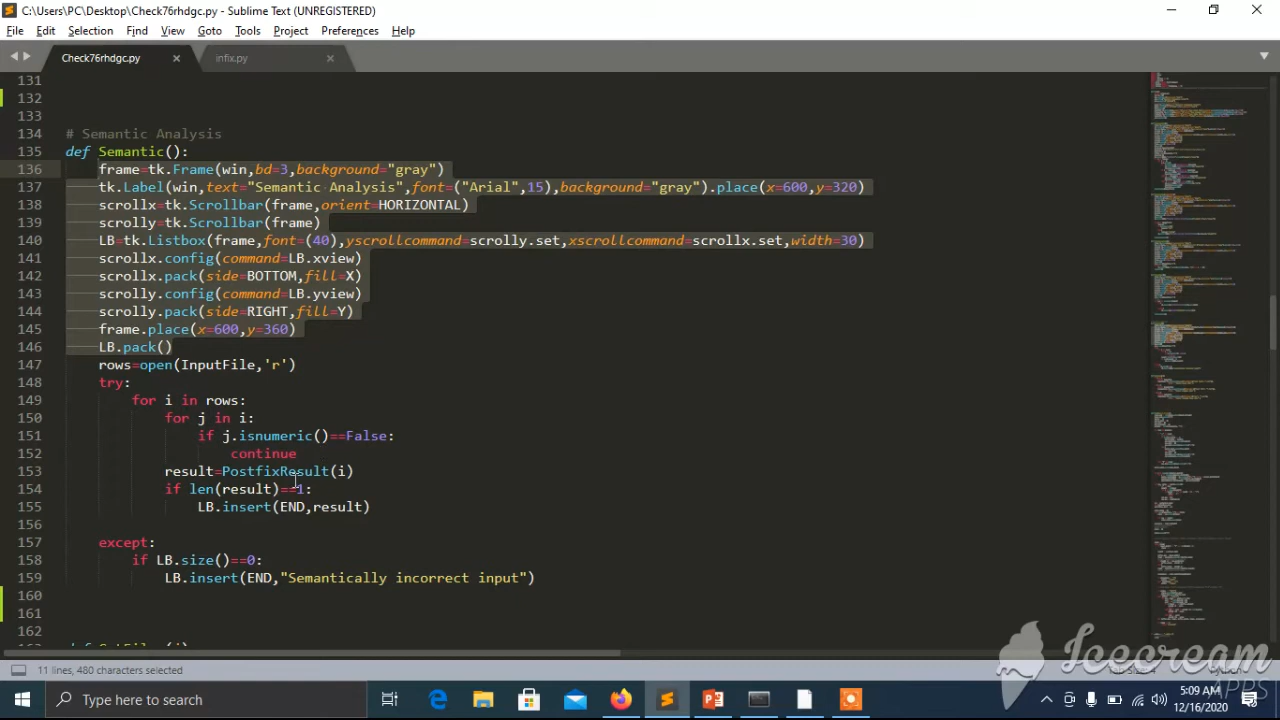 C:\Users\PC\Desktop\Check76rhdgc.py - Sublime Text (UNREGISTERED)
File Edit Selection Find View Goto Tools Project Preferences Help
Check76rhdgc.py × infix.py ×
131
132
133
134 # Semantic Analysis
135 def Semantic():
136 frame=tk.Frame(win,bd=3,background="gray")
137 tk.Label(win,text="Semantic Analysis",font=("Arial",15),background="gray").place(x=600,y=320)
138 scrollx=tk.Scrollbar(frame,orient=HORIZONTAL)
139 scrolly=tk.Scrollbar(frame)
140 LB=tk.Listbox(frame,font=(40),yscrollcommand=scrolly.set,xscrollcommand=scrollx.set,width=30)
141 scrollx.config(command=LB.xview)
142 scrollx.pack(side=BOTTOM,fill=X)
143 scrolly.config(command=LB.yview)
144 scrolly.pack(side=RIGHT,fill=Y)
145 frame.place(x=600,y=360)
146 LB.pack()
147 rows=open(InputFile,'r')
148 try:
149 for i in rows:
150 for j in i:
151 if j.isnumeric()==False:
152 continue
153 result=PostfixResult(i)
154 if len(result)==1:
155 LB.insert(END,result)
156
157 except:
158 if LB.size()==0:
159 LB.insert(END,"Semantically incorrect input")
160
161
162
11 lines, 480 characters selected
Icecream
APPS
Type here to search
5:09 AM
12/16/2020